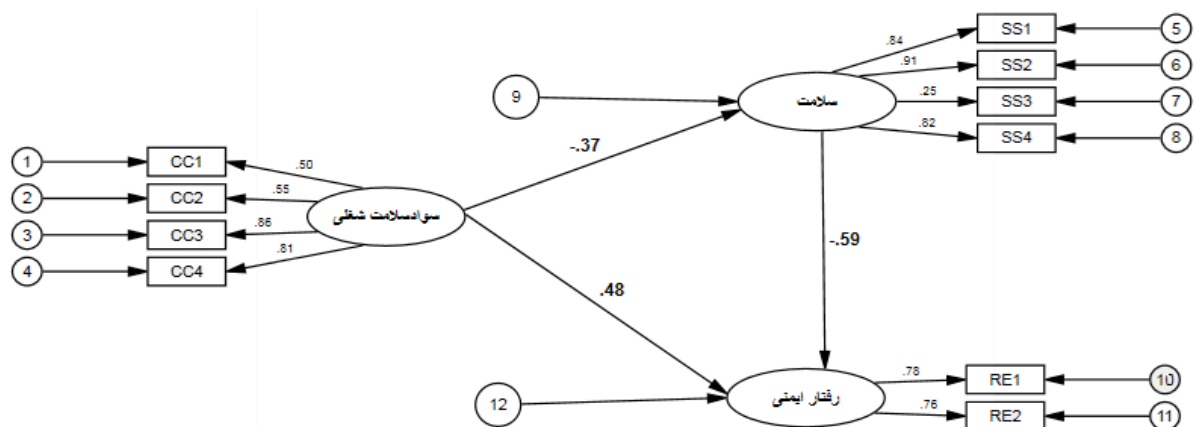 .84
SS1
5
.91
SS2
6
9
سلامت
.25
SS3
7
.82
SS4
8
-.37
1
CC1
.50
2
CC2
.55
سوادسلامت شغلی
3
CC3
.86
4
CC4
.81
-.59
.48
12
رفتار ایمنی
.78
RE1
10
.76
RE2
11